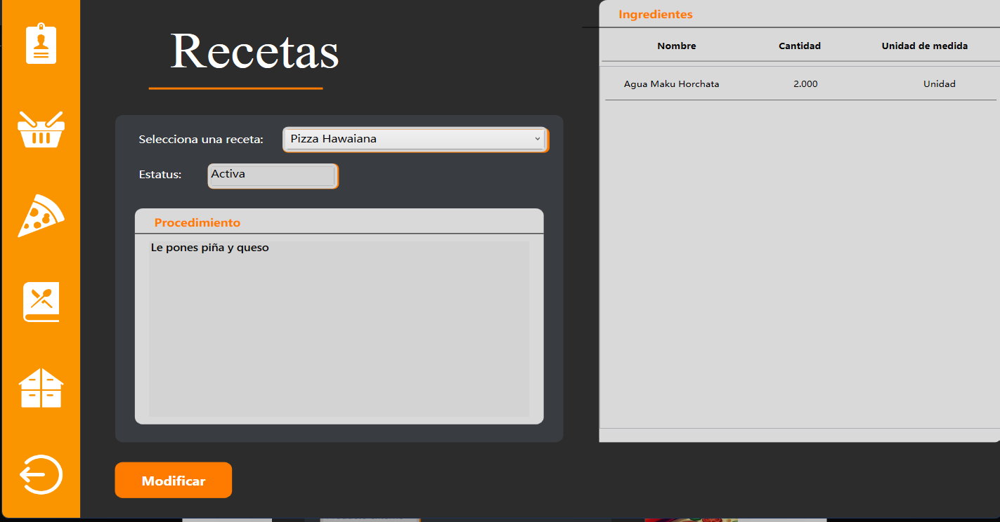 Recetas
Selecciona una receta:
Pizza Hawaiana
Estatus:
Activa
Procedimiento
Le pones piña y queso
Modificar
Ingredientes
Nombre Cantidad Unidad de medida
Agua Maku Horchata 2.000 Unidad